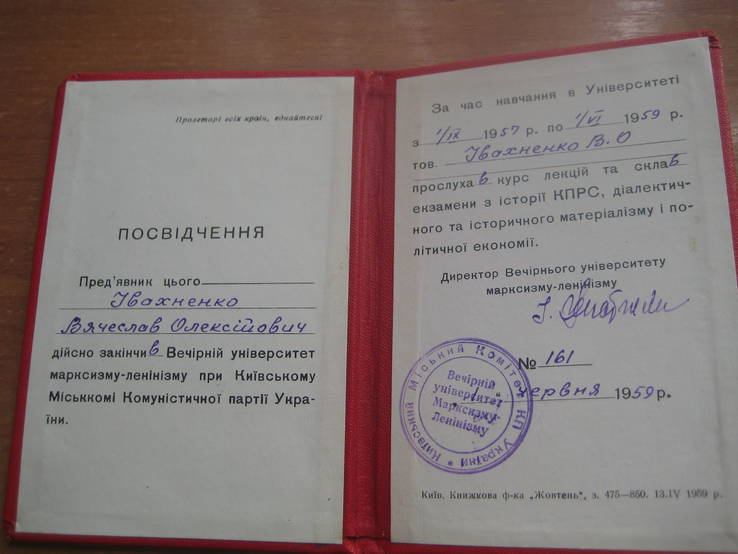 Пролетарі всіх країн, єднайтеся!
ПОСВІДЧЕННЯ
Пред'явник цього
Івахненко
Вячеслав Олексійович
дійсно закінчив Вечірній університет
марксизму-ленінізму при Київському
Міськкомі Комуністичної партії Укра-
їни.
За час навчання в Університеті
з 1/IX 1957 р. по 1/VI 1959 р.
тов. Івахненко В.О
прослухав курс лекцій та склав
екзамени з історії КПРС, діалектич-
ного та історичного матеріалізму і по-
літичної економії.
Директор Вечірнього університету
марксизму-ленінізму
№ 161
червня 1959 р.
Київський Міський Комітет КП України
Вечірній
університет
Марксизму-
Ленінізму
Київ. Книжкова ф-ка „Жовтень", з. 475—850. 13.IV 1959 р.